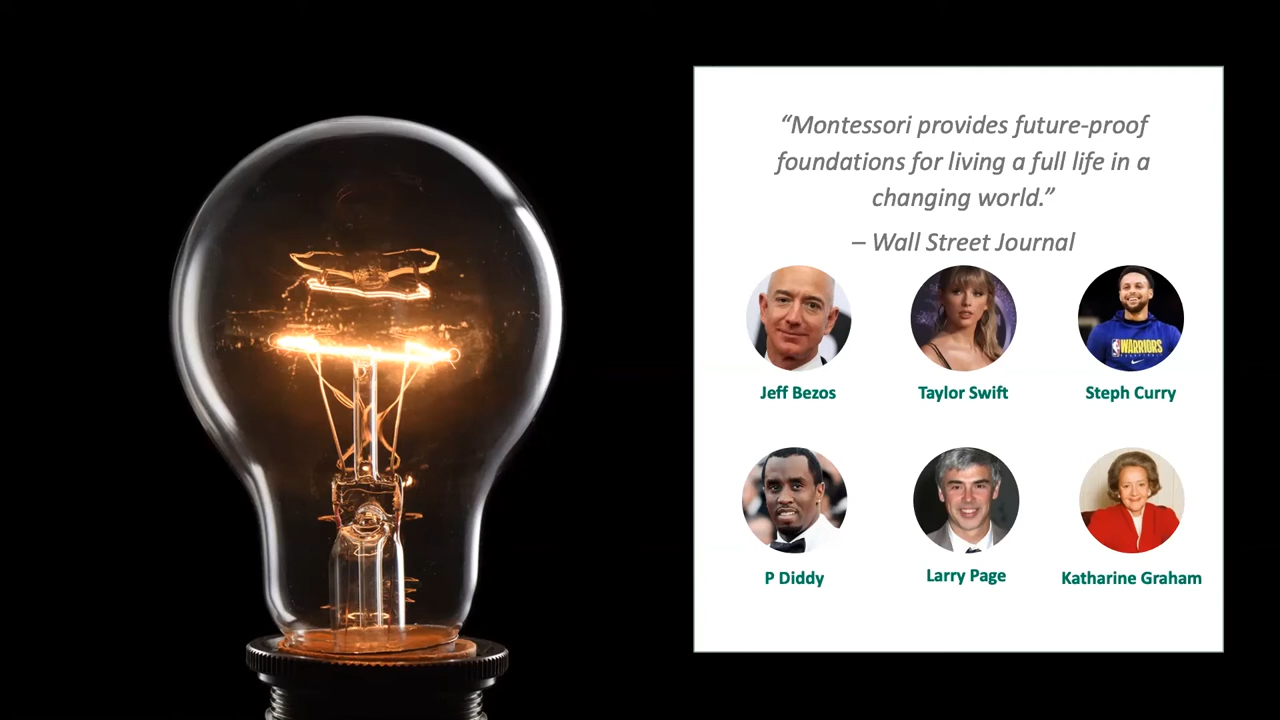 “Montessori provides future-proof
foundations for living a full life in a
changing world.”
– Wall Street Journal
WARRIORS
Jeff Bezos
Taylor Swift
Steph Curry
P Diddy
Larry Page
Katharine Graham